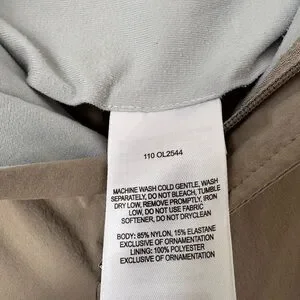 110 OL2544
MACHINE WASH COLD GENTLE, WASH
SEPARATELY, DO NOT BLEACH, TUMBLE
DRY LOW, REMOVE PROMPTLY, IRON
LOW, DO NOT USE FABRIC
SOFTENER, DO NOT DRYCLEAN
BODY: 85% NYLON, 15% ELASTANE
EXCLUSIVE OF ORNAMENTATION
LINING: 100% POLYESTER
EXCLUSIVE OF ORNAMENTATION